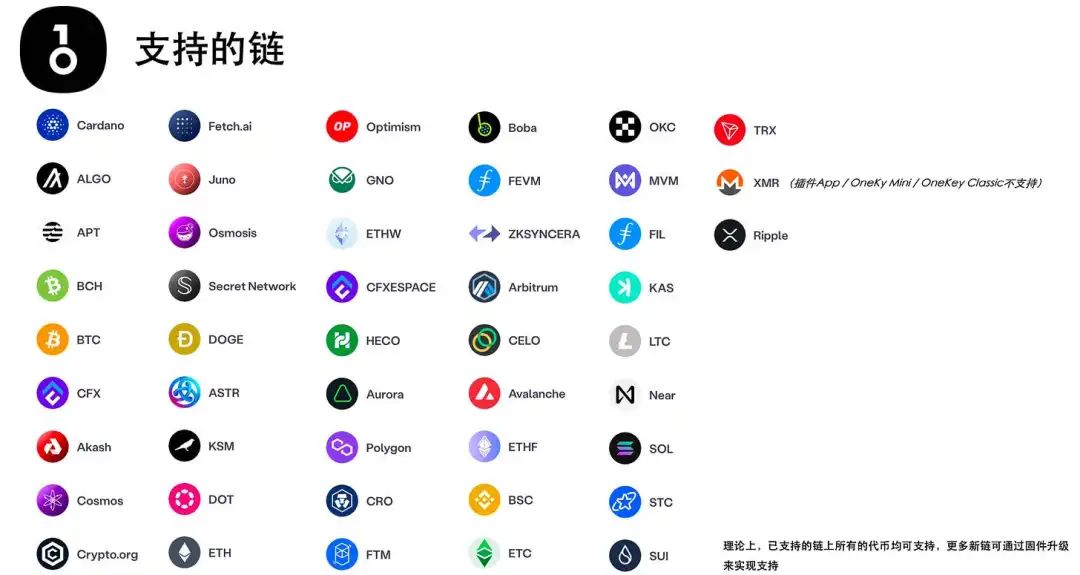 支持的链
Cardano
ALGO
APT
BCH
BTC
CFX
Akash
Cosmos
Crypto.org
Fetch.ai
Juno
Osmosis
Secret Network
DOGE
ASTR
KSM
DOT
ETH
OP Optimism
GNO
ETHW
CFXESPACE
HECO
Aurora
Polygon
CRO
FTM
Boba
FEVM
ZKSYNCERA
Arbitrum
CELO
Avalanche
ETHF
BSC
ETC
OKC
MVM
FIL
KAS
LTC
Near
SOL
STC
SUI
TRX
XMR （插件App / OneKy Mini / OneKey Classic不支持）
Ripple
理论上，已支持的链上所有的代币均可支持，更多新链可通过固件升级
来实现支持